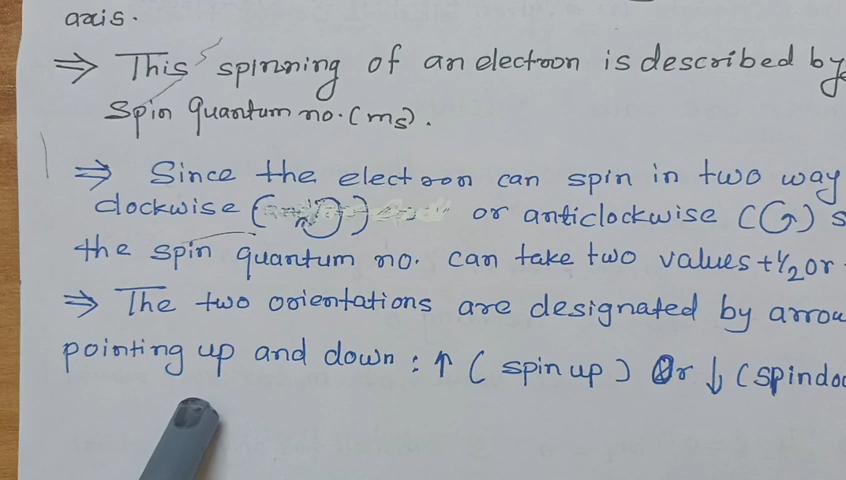 axis.
⇒ This spinning of an electron is described by
Spin Quantum no. (ms).
⇒ Since the electron can spin in two way
clockwise (↻) or anticlockwise (↺) s
the spin quantum no. can take two values +1/2 or
⇒ The two orientations are designated by arrow
pointing up and down : ↑ ( spin up ) Or ↓ (spindo